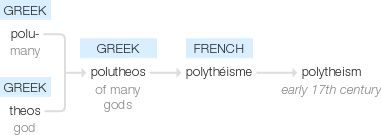 GREEK
polu-
many
GREEK
theos
god
GREEK
polutheos
of many
gods
FRENCH
polythéisme
polytheism
early 17th century